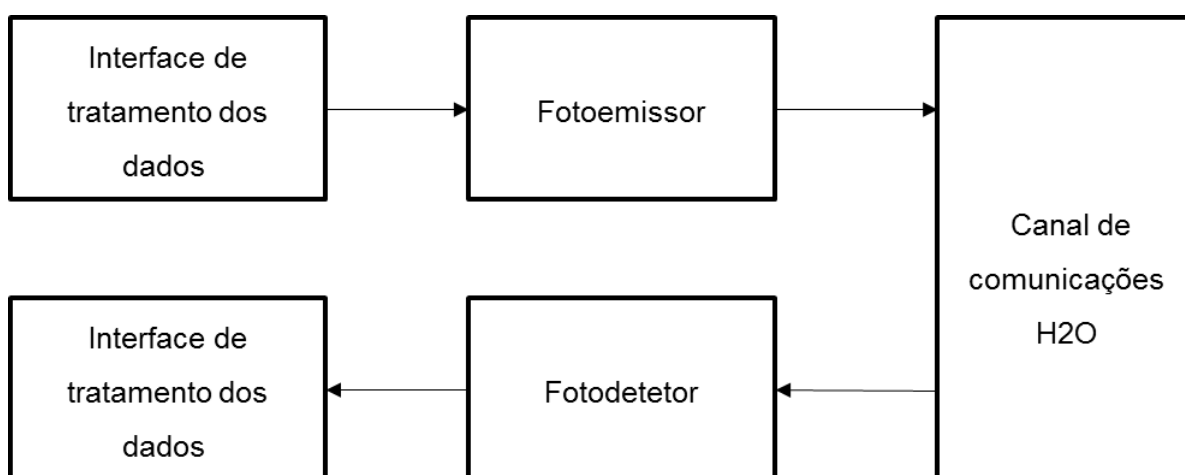 Interface de
tratamento dos
dados
Fotoemissor
Canal de
comunicações
H2O
Interface de
tratamento dos
dados
Fotodetetor